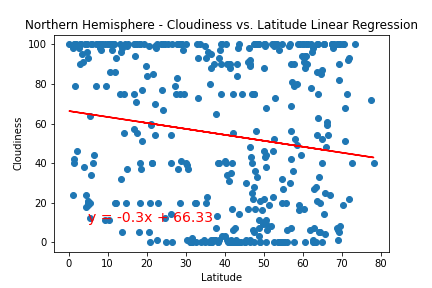 Northern Hemisphere - Cloudiness vs. Latitude Linear Regression
100
80
60
40
20
0
Cloudiness
y = -0.3x + 66.33
0 10 20 30 40 50 60 70 80
Latitude